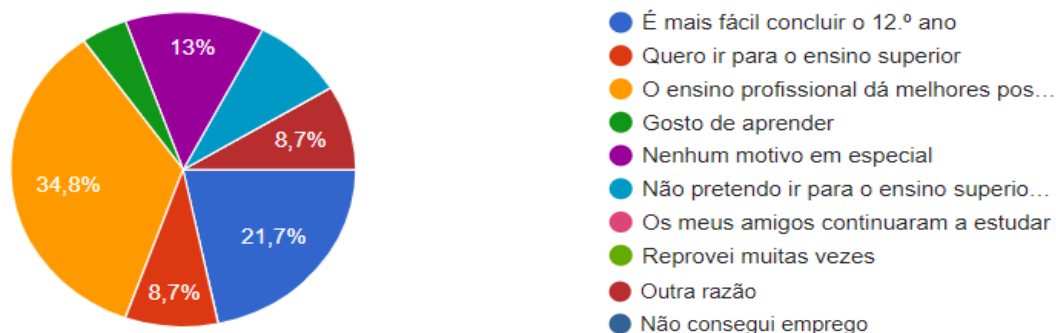 13%
8,7%
34,8%
21,7%
8,7%
É mais fácil concluir o 12.º ano
Quero ir para o ensino superior
O ensino profissional dá melhores pos…
Gosto de aprender
Nenhum motivo em especial
Não pretendo ir para o ensino superio…
Os meus amigos continuaram a estudar
Reprovei muitas vezes
Outra razão
Não consegui emprego